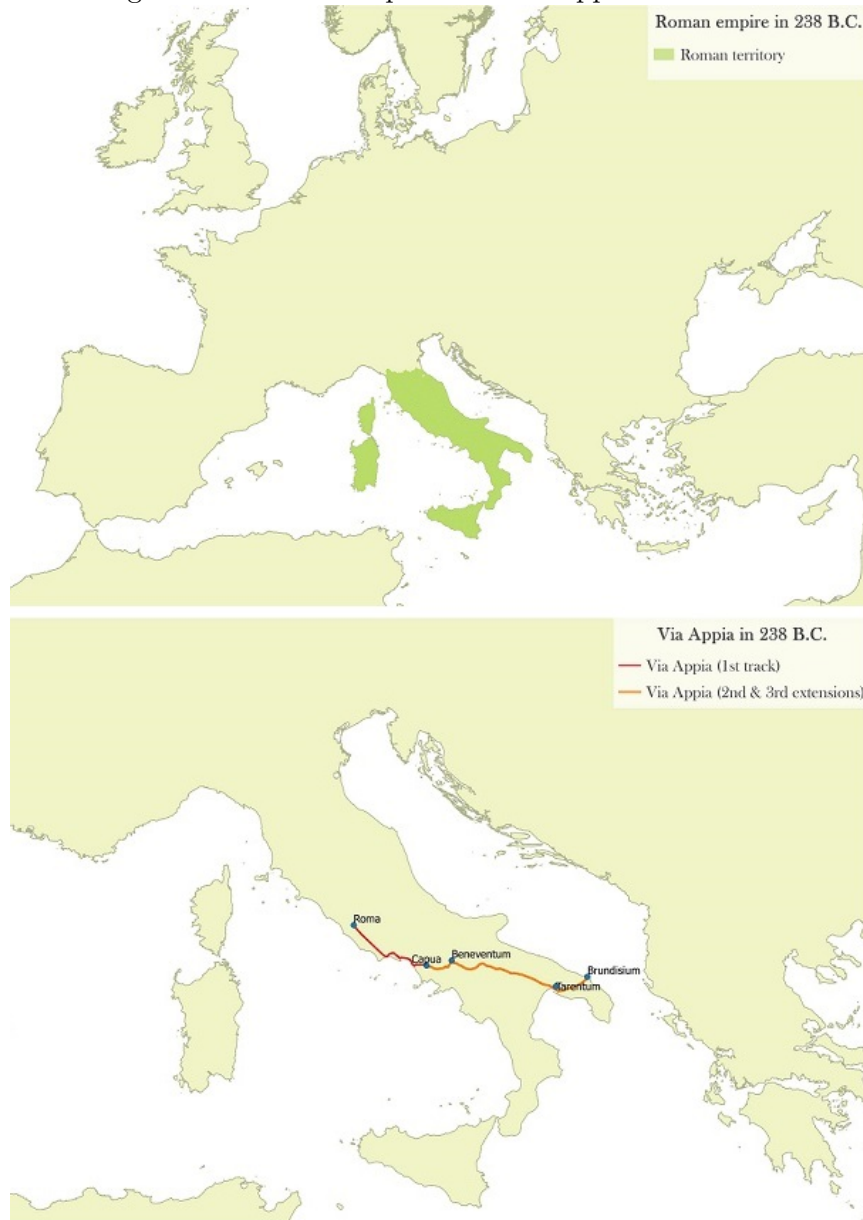 Roman empire in 238 B.C.
Roman territory
Via Appia in 238 B.C.
Via Appia (1st track)
Via Appia (2nd & 3rd extensions)
Roma
Capua
Beneventum
Brundisium
Tarentum